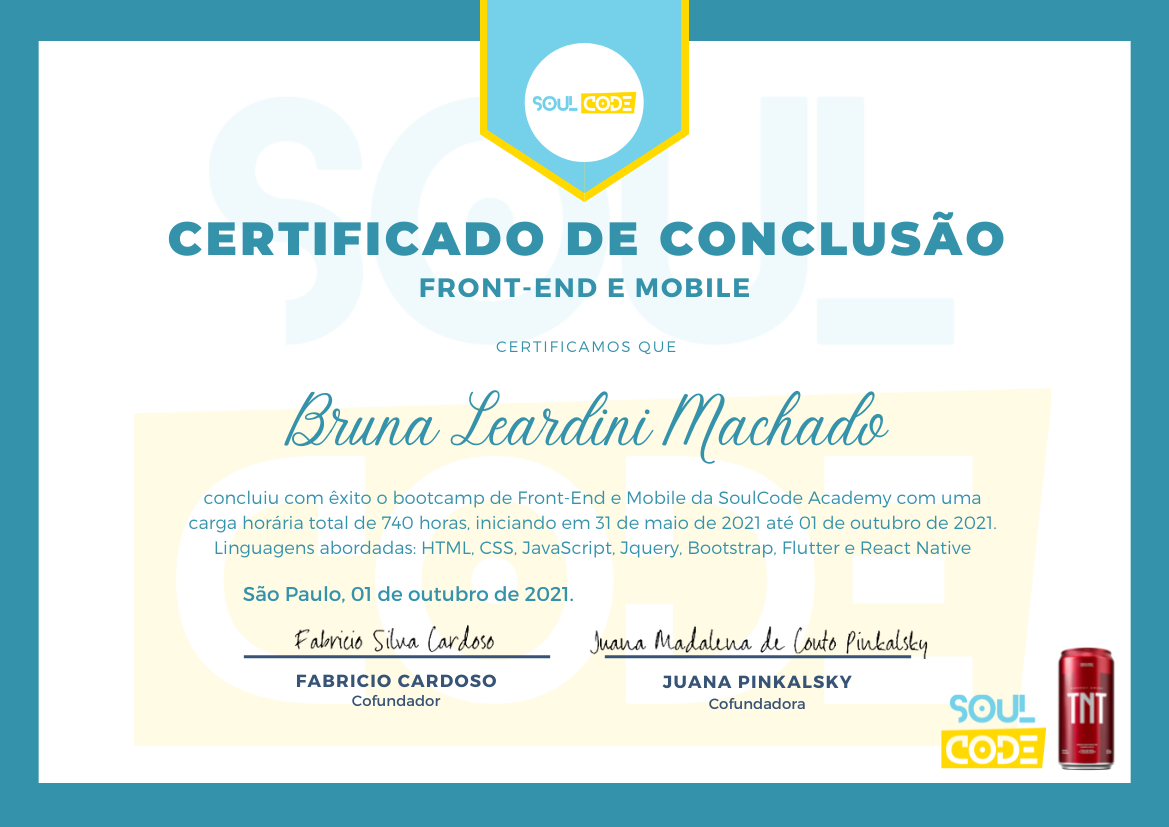 SOUL CODE
CERTIFICADO DE CONCLUSÃO
FRONT-END E MOBILE
CERTIFICAMOS QUE
Bruna Leardini Machado
concluiu com êxito o bootcamp de Front-End e Mobile da SoulCode Academy com uma
carga horária total de 740 horas, iniciando em 31 de maio de 2021 até 01 de outubro de 2021.
Linguagens abordadas: HTML, CSS, JavaScript, Jquery, Bootstrap, Flutter e React Native
São Paulo, 01 de outubro de 2021.
Fabricio Silva Cardoso
Juana Madalena de Couto Pinkalsky
FABRICIO CARDOSO
Cofundador
JUANA PINKALSKY
Cofundadora
SOUL
CODE
TNT
SOUL
CODE